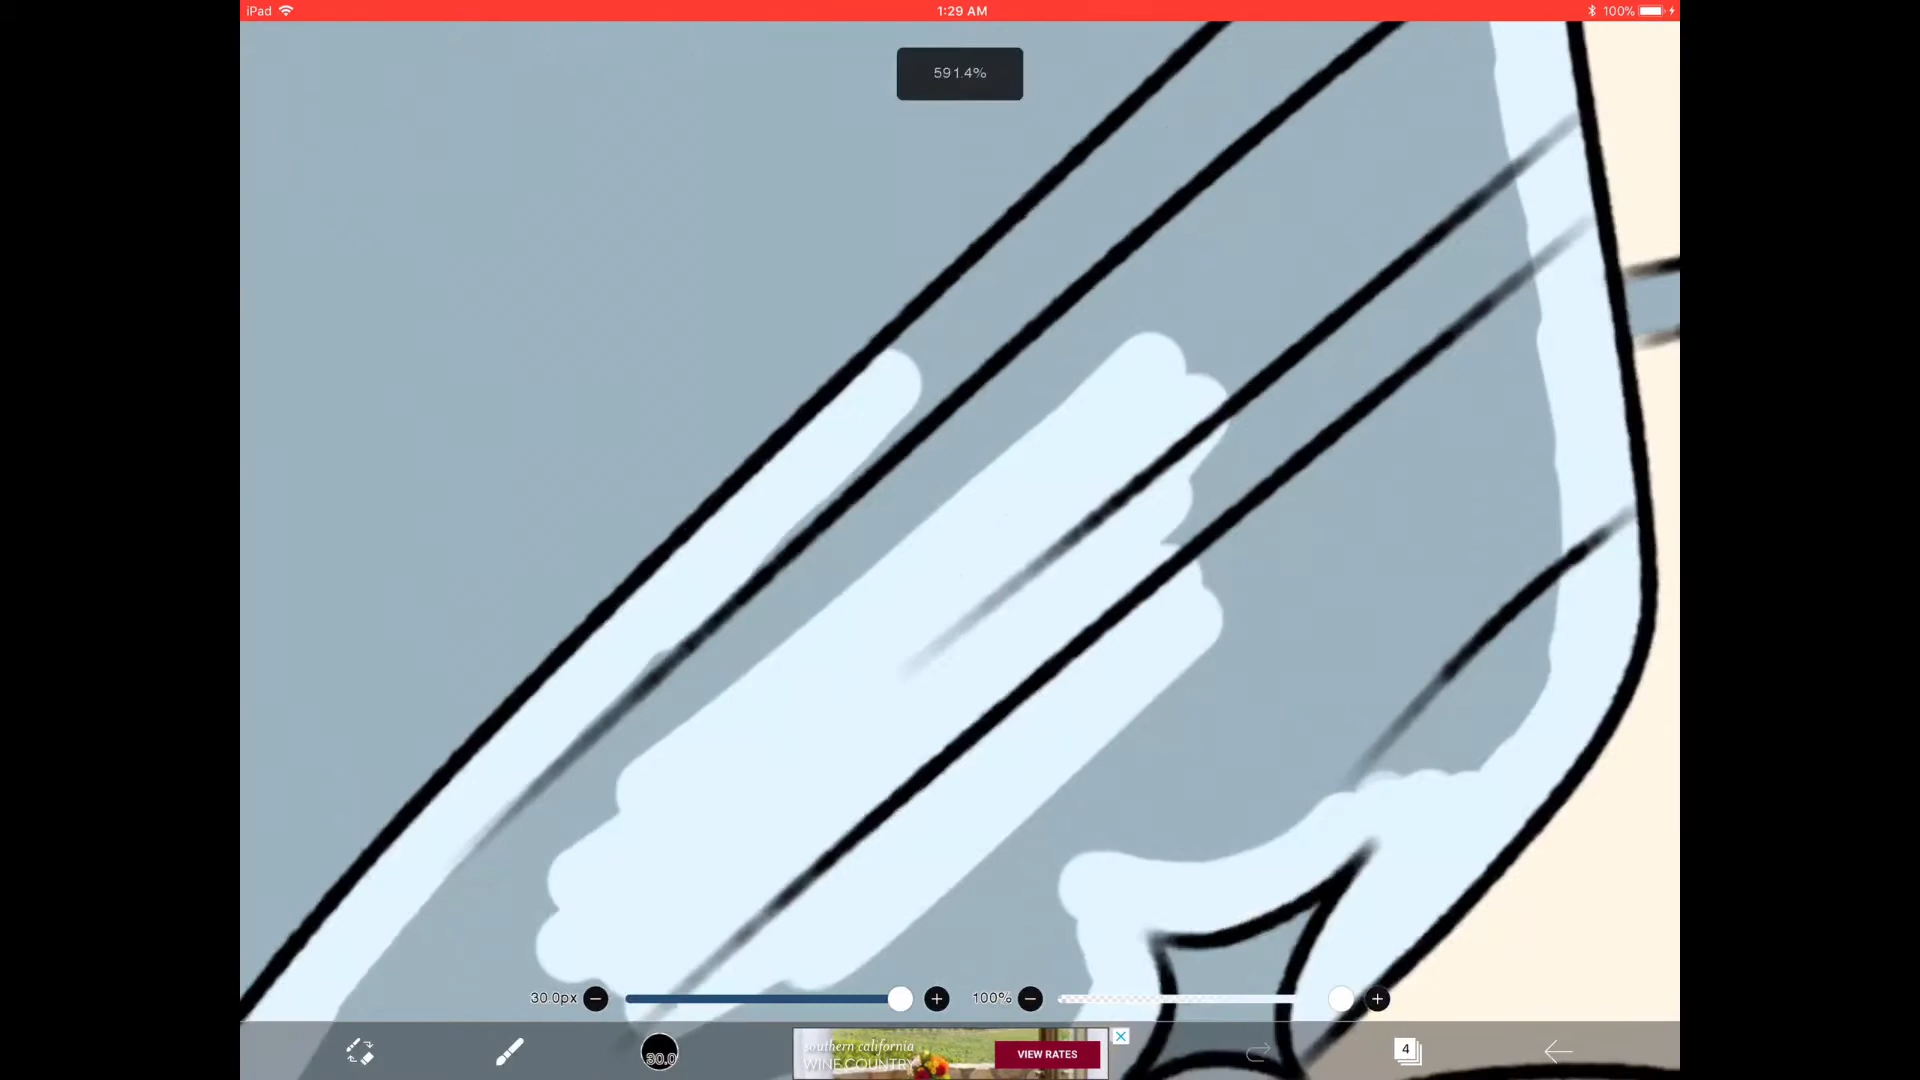 iPad
1:29 AM
100%
591.4%
30.0px
100%
30.0
southern california
WINE COUNTRY
VIEW RATES
4